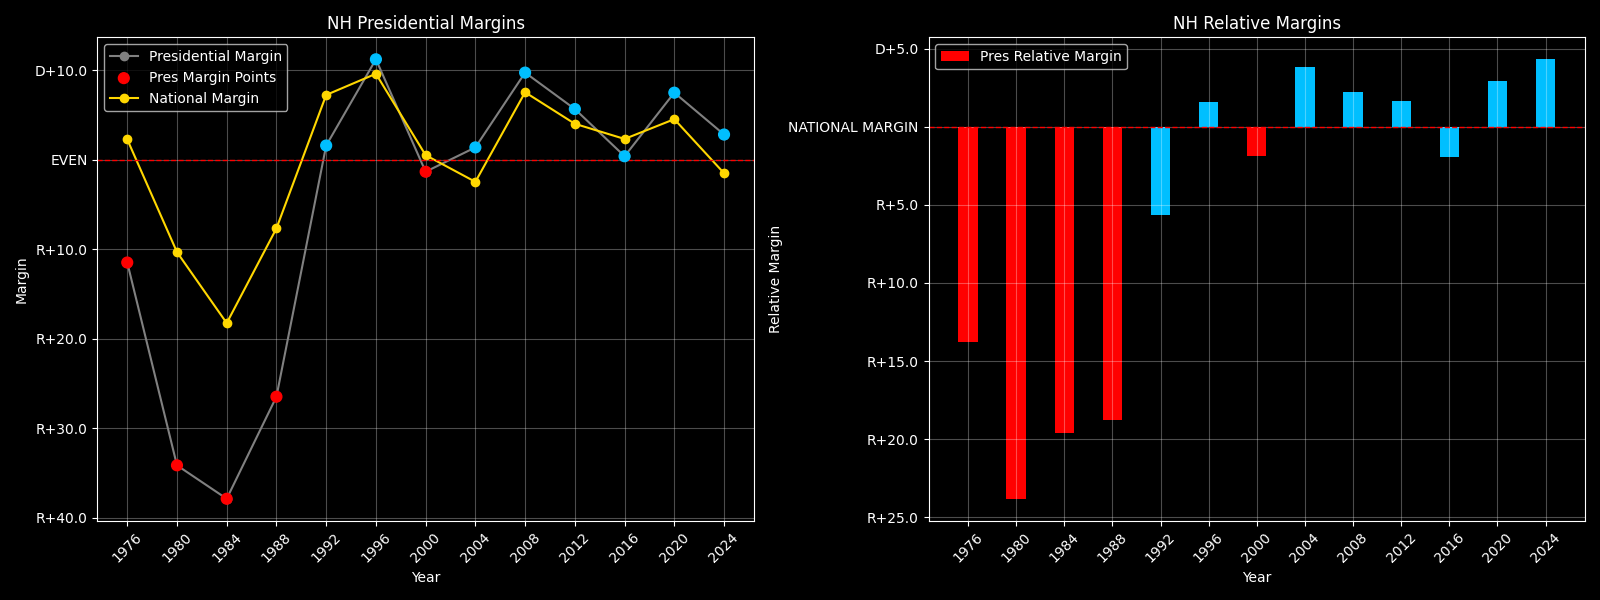 NH Presidential Margins
Presidential Margin
Pres Margin Points
National Margin
D+10.0
EVEN
R+10.0
R+20.0
R+30.0
R+40.0
Margin
1976
1980
1984
1988
1992
1996
2000
2004
2008
2012
2016
2020
2024
Year
NH Relative Margins
Pres Relative Margin
D+5.0
NATIONAL MARGIN
R+5.0
R+10.0
R+15.0
R+20.0
R+25.0
Relative Margin
1976
1980
1984
1988
1992
1996
2000
2004
2008
2012
2016
2020
2024
Year